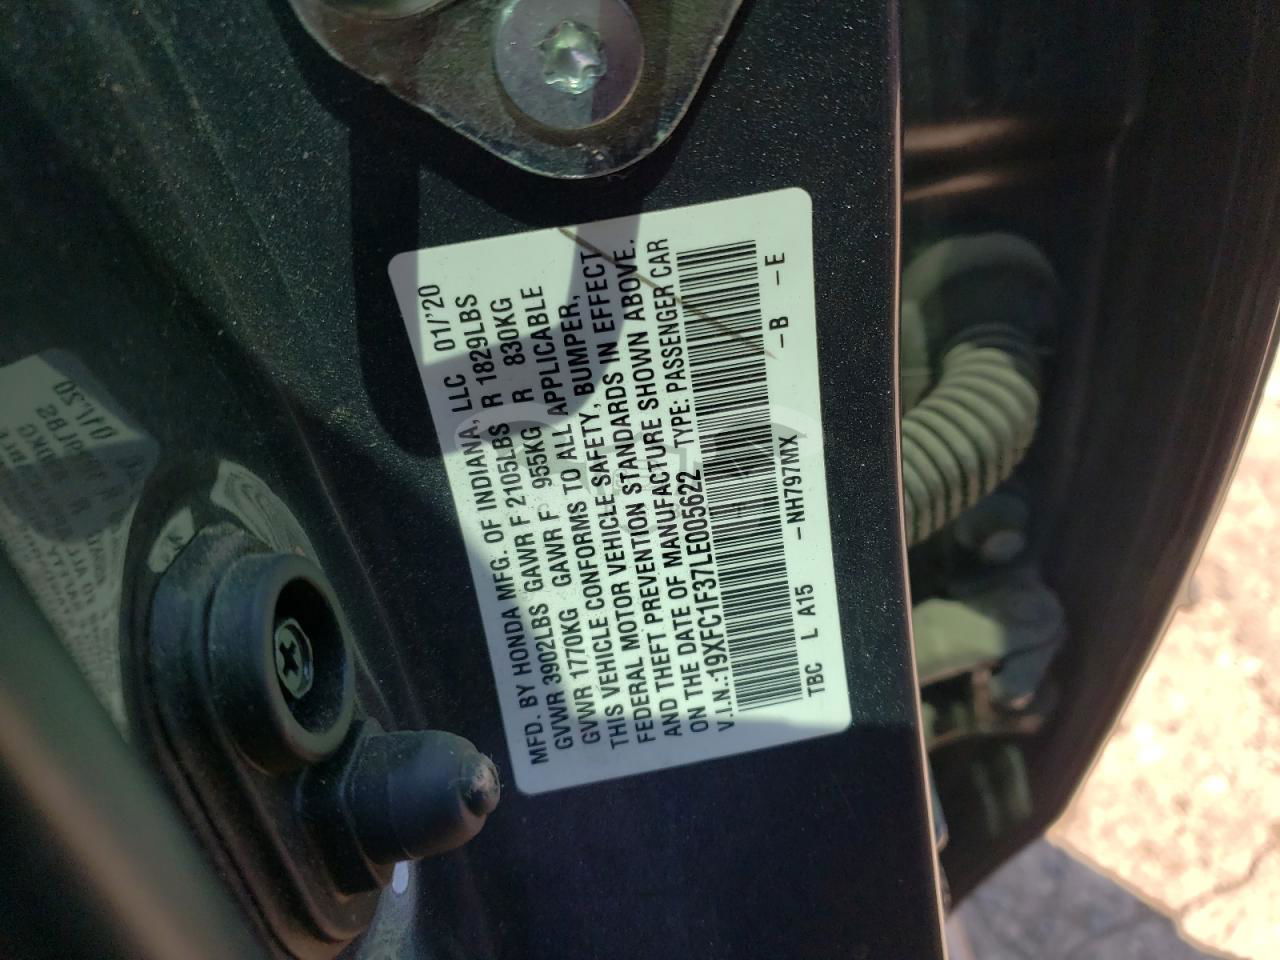 MFD. BY HONDA MFG. OF INDIANA, LLC 01/'20
GVWR 3902LBS GAWR F 2105LBS R 1829LBS
GVWR 1770KG GAWR F 955KG R 830KG
THIS VEHICLE CONFORMS TO ALL APPLICABLE
FEDERAL MOTOR VEHICLE SAFETY, BUMPER,
AND THEFT PREVENTION STANDARDS IN EFFECT
ON THE DATE OF MANUFACTURE SHOWN ABOVE.
V.I.N.:19XFC1F37LE005622 TYPE: PASSENGER CAR
TBC L A15 -NH797MX -B -E